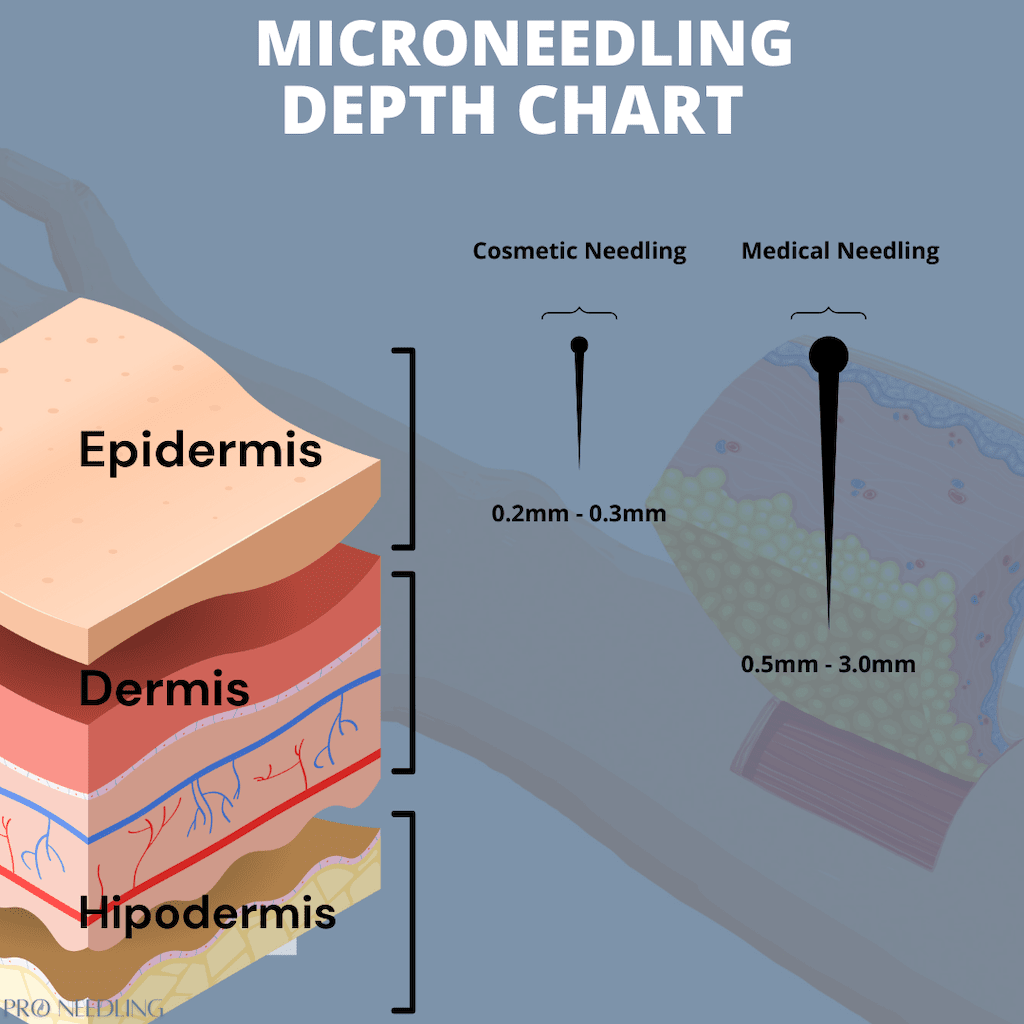 MICRONEEDLING
DEPTH CHART
Cosmetic Needling
Medical Needling
Epidermis
0.2mm - 0.3mm
Dermis
0.5mm - 3.0mm
Hipodermis
PRO NEEDLING